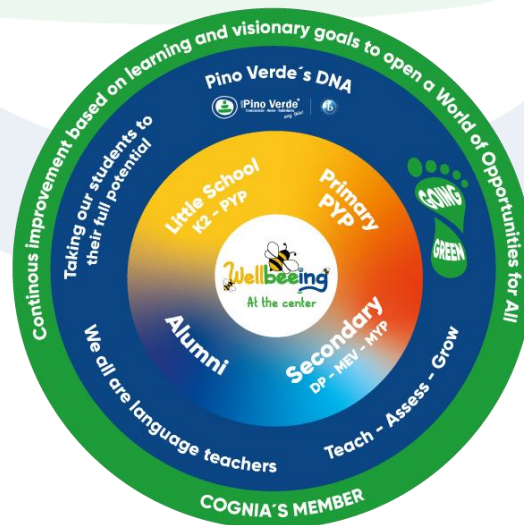 Continous improvement based on learning and visionary goals to open a World of Opportunities for All
Pino Verde´s DNA
Pino Verde
Taking our students to
their full potential
GOING
GREEN
Little School
K2 - PYP
Primary
PYP
Wellbeeing
At the center
Alumni
Secondary
DP - MEV - MYP
We all are language teachers
Teach - Assess - Grow
COGNIA´S MEMBER